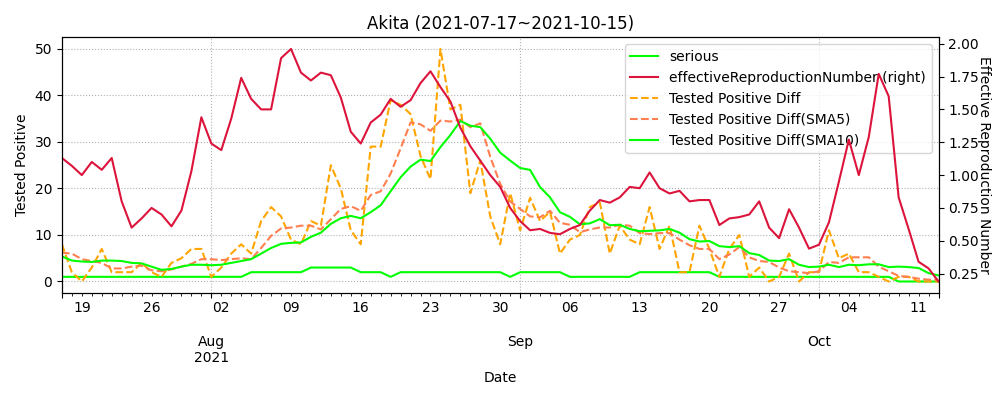 Akita (2021-07-17~2021-10-15)
serious
effectiveReproductionNumber (right)
Tested Positive Diff
Tested Positive Diff(SMA5)
Tested Positive Diff(SMA10)
Tested Positive
50
40
30
20
10
0
Effective Reproduction Number
2.00
1.75
1.50
1.25
1.00
0.75
0.50
0.25
19 26 02 09 16 23 30 06 13 20 27 04 11
Aug Sep Oct
2021
Date